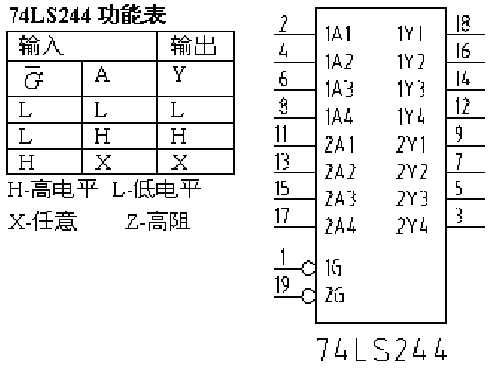 74LS244 功能表
输入 输出
G̅ A Y
L L L
L H H
H X X
H-高电平 L-低电平
X-任意 Z-高阻
2 1A1 1Y1 18
4 1A2 1Y2 16
6 1A3 1Y3 14
8 1A4 1Y4 12
11 2A1 2Y1 9
13 2A2 2Y2 7
15 2A3 2Y3 5
17 2A4 2Y4 3
1 1G
19 2G
74LS244